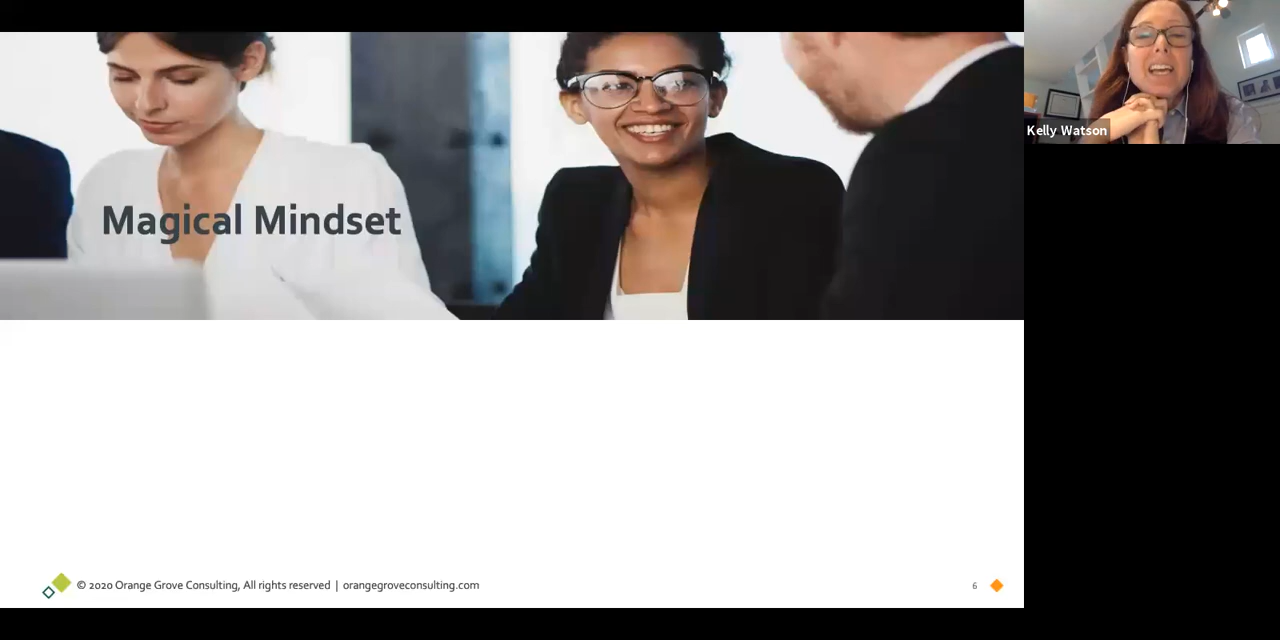 Magical Mindset
Kelly Watson
© 2020 Orange Grove Consulting, All rights reserved | orangegroveconsulting.com
6